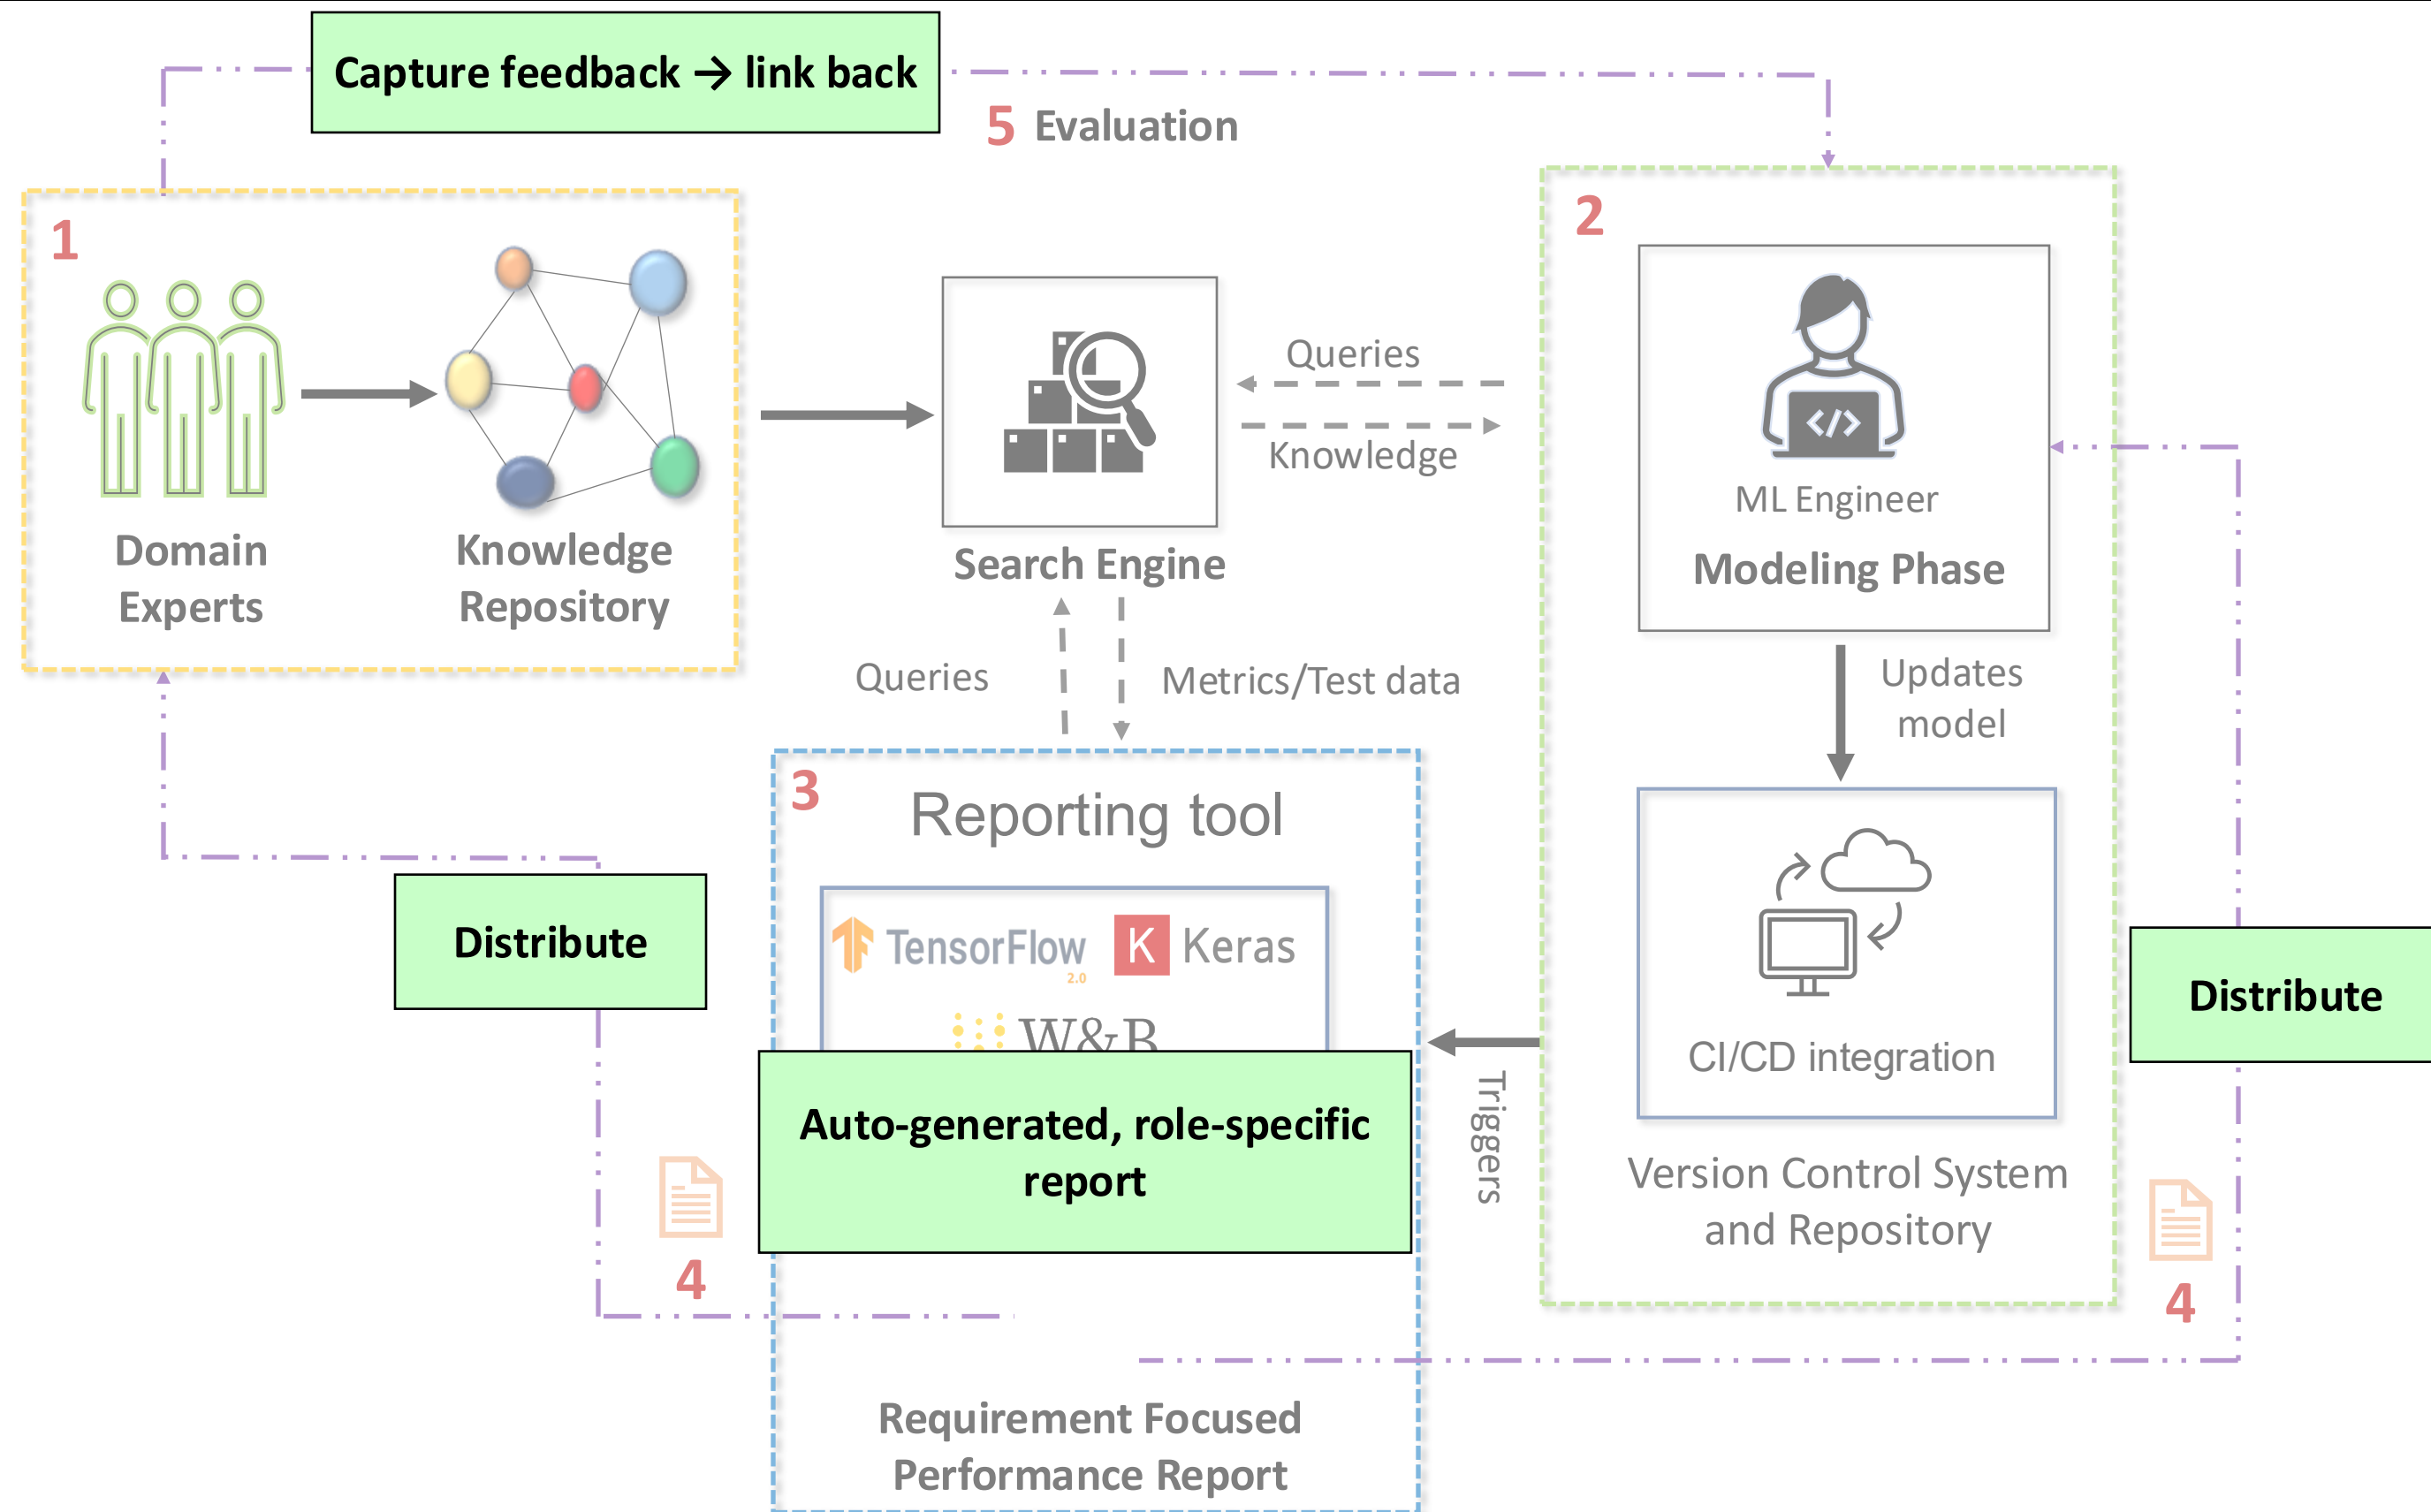 Capture feedback → link back
5 Evaluation
1
Domain
Experts
Knowledge
Repository
Search Engine
Queries
Knowledge
2
</>
ML Engineer
Modeling Phase
Updates
model
Queries
Metrics/Test data
3
Reporting tool
TensorFlow
2.0
K Keras
W&B
Distribute
Auto-generated, role-specific
report
Triggers
CI/CD integration
Version Control System
and Repository
Distribute
4
4
Requirement Focused
Performance Report